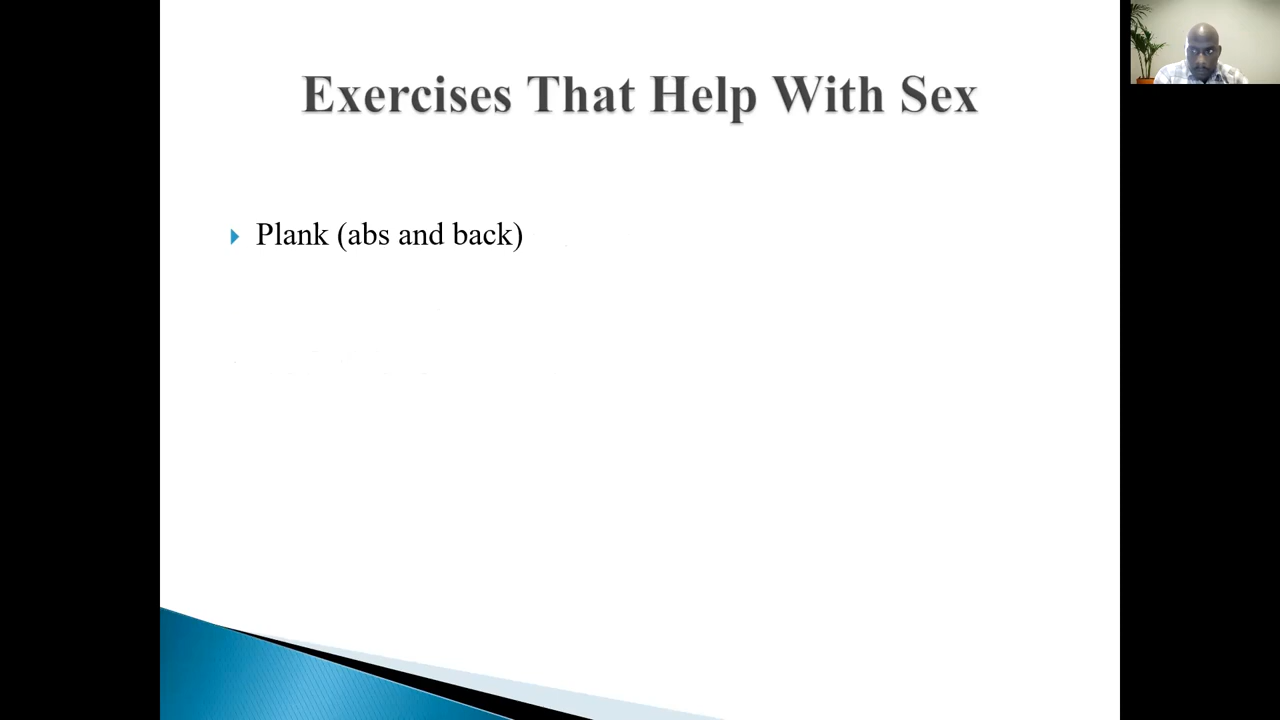 Exercises That Help With Sex
Plank (abs and back)